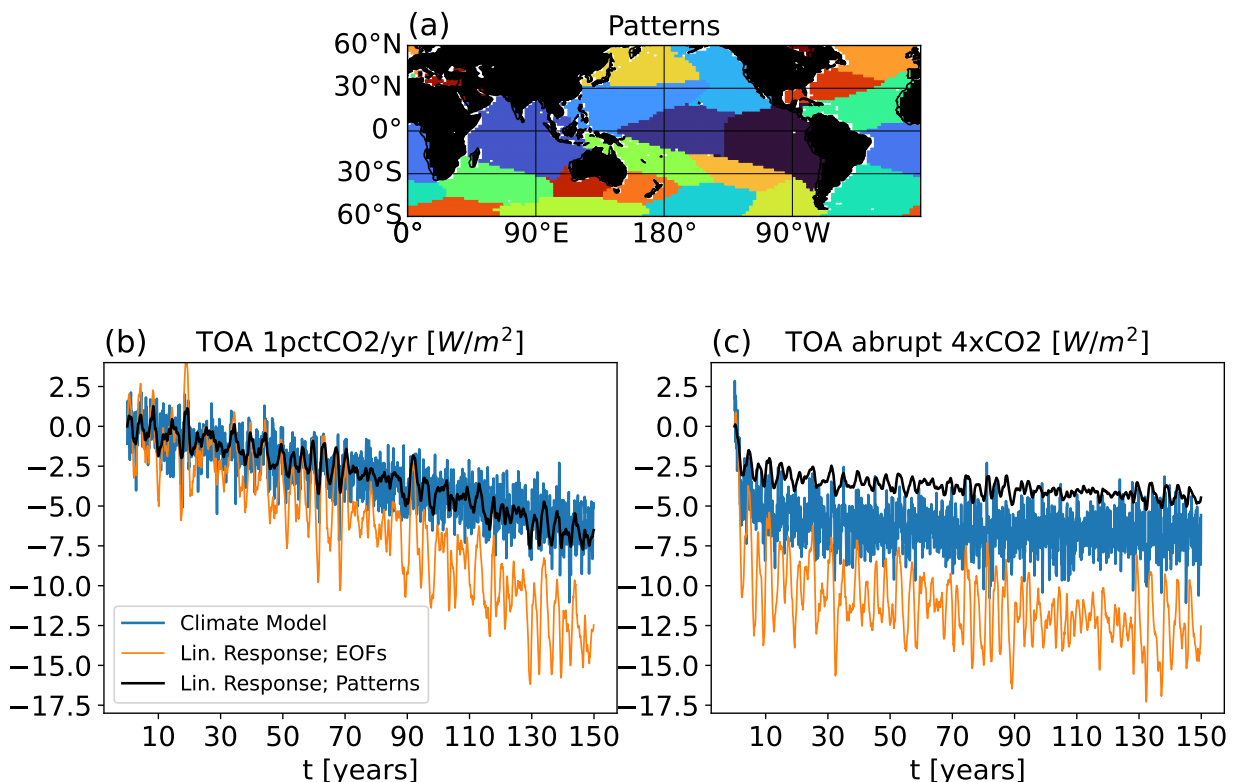 (a) Patterns
60°N
30°N
0°
30°S
60°S
0° 90°E 180° 90°W
(b) TOA 1pctCO2/yr [W/m²]
2.5
0.0
−2.5
−5.0
−7.5
−10.0
−12.5
−15.0
−17.5
Climate Model
Lin. Response; EOFs
Lin. Response; Patterns
10 30 50 70 90 110 130 150
t [years]
(c) TOA abrupt 4xCO2 [W/m²]
2.5
0.0
−2.5
−5.0
−7.5
−10.0
−12.5
−15.0
−17.5
10 30 50 70 90 110 130 150
t [years]